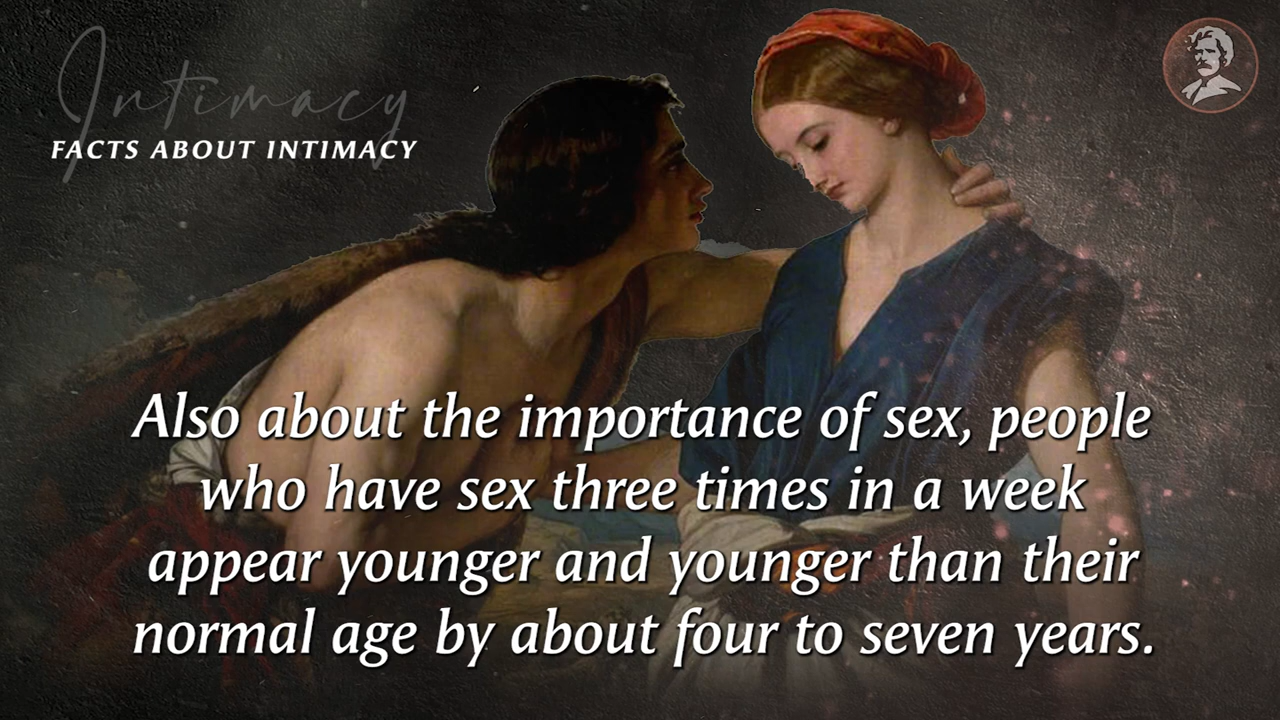 Intimacy
FACTS ABOUT INTIMACY
Also about the importance of sex, people
who have sex three times in a week
appear younger and younger than their
normal age by about four to seven years.